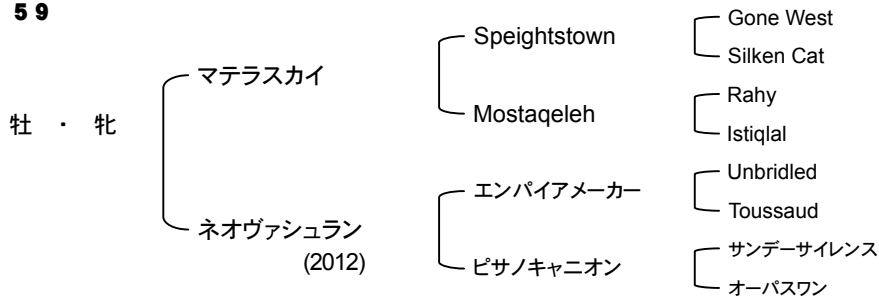 59
牡 ・ 牝
マテラスカイ
ネオヴァシュラン
(2012)
Speightstown
Mostaqeleh
エンパイアメーカー
ピサノキャニオン
Gone West
Silken Cat
Rahy
Istiqlal
Unbridled
Toussaud
サンデーサイレンス
オーパスワン